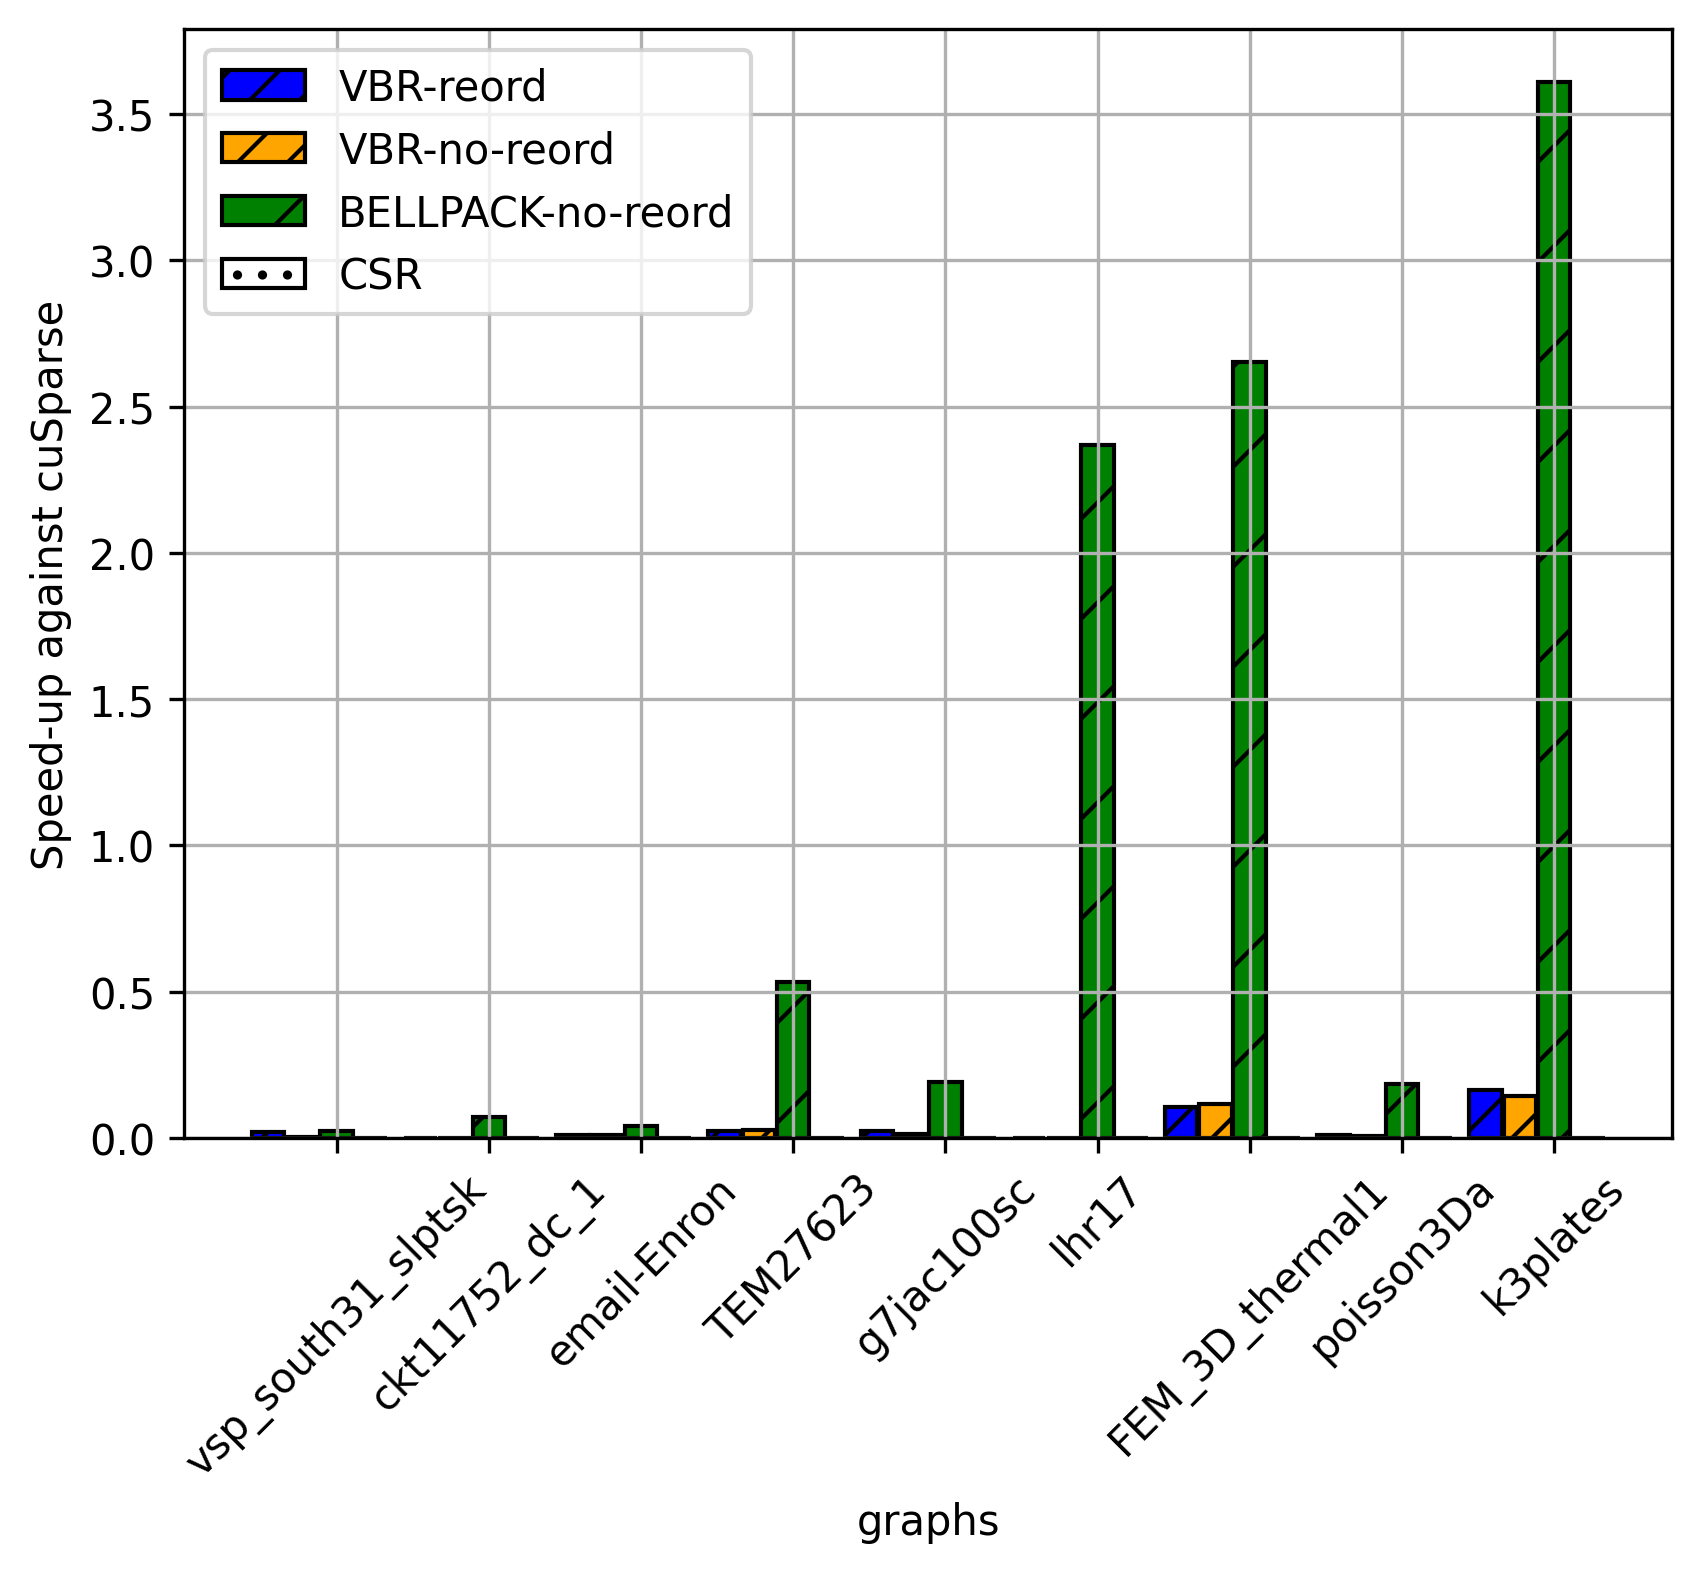 VBR-reord
VBR-no-reord
BELLPACK-no-reord
CSR
Speed-up against cuSparse
3.5
3.0
2.5
2.0
1.5
1.0
0.5
0.0
vsp_south31_slptsk
ckt11752_dc_1
email-Enron
TEM27623
g7jac100sc
lhr17
FEM_3D_thermal1
poisson3Da
k3plates
graphs